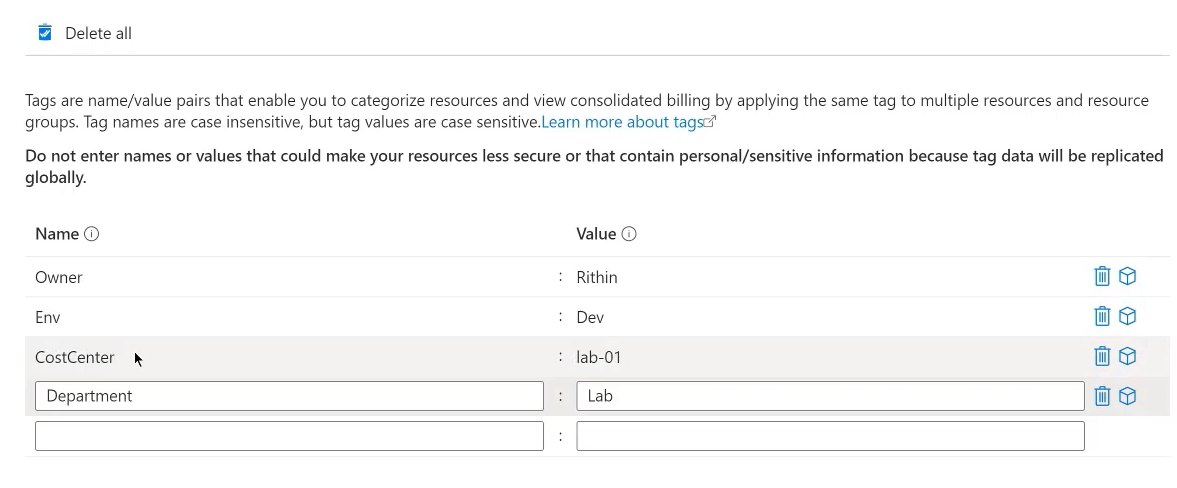 Delete all
Tags are name/value pairs that enable you to categorize resources and view consolidated billing by applying the same tag to multiple resources and resource
groups. Tag names are case insensitive, but tag values are case sensitive.Learn more about tags
Do not enter names or values that could make your resources less secure or that contain personal/sensitive information because tag data will be replicated
globally.
Name Value
Owner : Rithin
Env : Dev
CostCenter : lab-01
Department : Lab
: